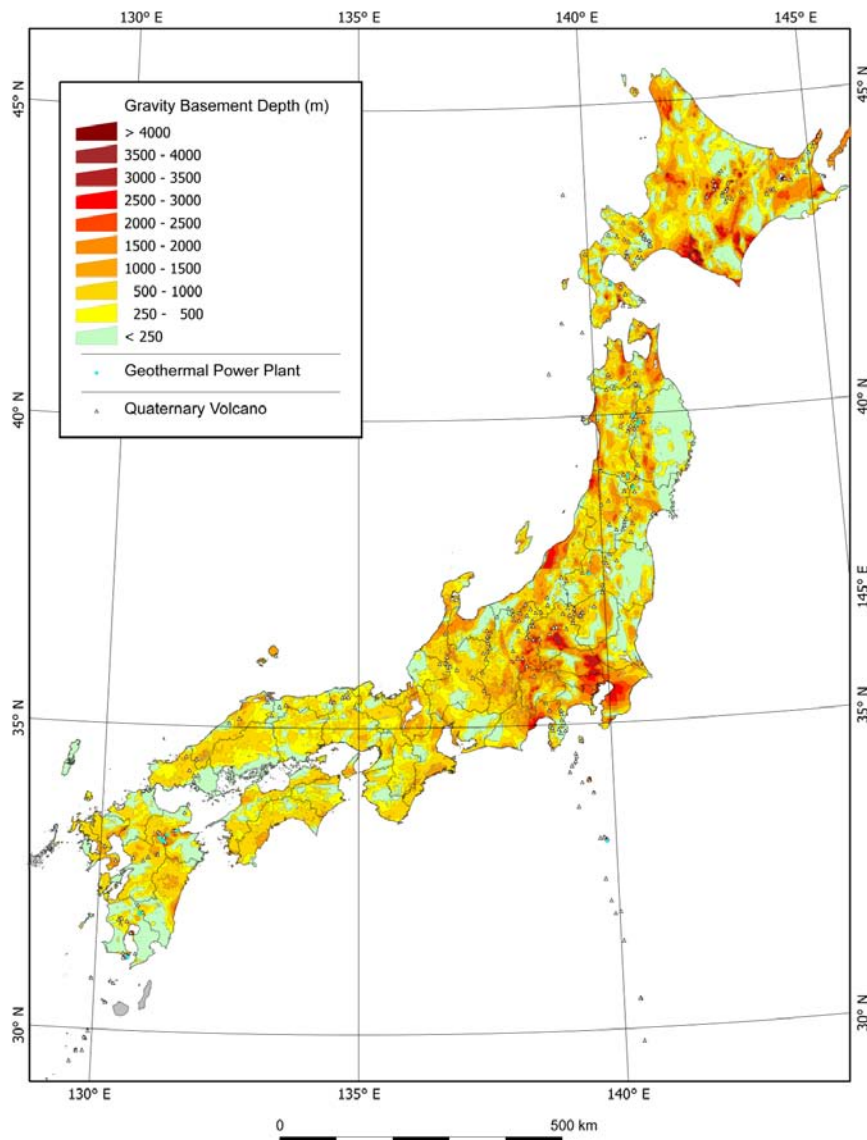 130° E 135° E 140° E 145° E
45° N
45° N
Gravity Basement Depth (m)
> 4000
3500 - 4000
3000 - 3500
2500 - 3000
2000 - 2500
1500 - 2000
1000 - 1500
500 - 1000
250 - 500
< 250
Geothermal Power Plant
Quaternary Volcano
40° N
40° N
145° E
35° N
35° N
30° N
30° N
130° E 135° E 140° E
0 500 km